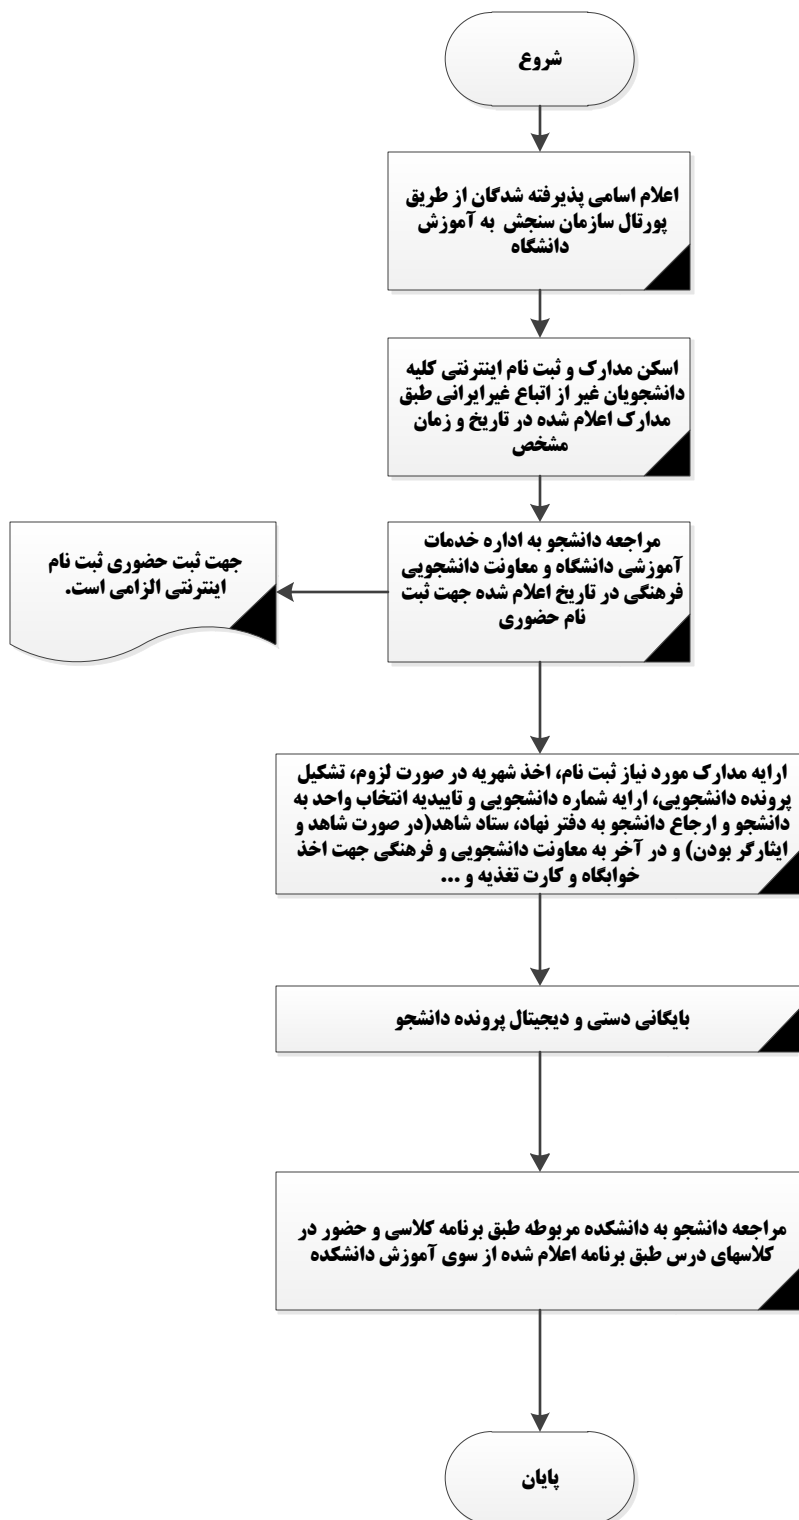 شروع
اعلام اسامی پذیرفته شدگان از طریق
پورتال سازمان سنجش به آموزش
دانشگاه
اسکن مدارک و ثبت نام اینترنتی کلیه
دانشجویان غیر از اتباع غیرایرانی طبق
مدارک اعلام شده در تاریخ و زمان
مشخص
مراجعه دانشجو به اداره خدمات
آموزشی دانشگاه و معاونت دانشجویی
فرهنگی در تاریخ اعلام شده جهت ثبت
نام حضوری
جهت ثبت حضوری ثبت نام
اینترنتی الزامی است.
ارایه مدارک مورد نیاز ثبت نام، اخذ شهریه در صورت لزوم، تشکیل
پرونده دانشجویی، ارایه شماره دانشجویی و تاییدیه انتخاب واحد به
دانشجو و ارجاع دانشجو به دفتر نهاد، ستاد شاهد(در صورت شاهد و
ایثارگر بودن) و در آخر به معاونت دانشجویی و فرهنگی جهت اخذ
خوابگاه و کارت تغذیه و ...
بایگانی دستی و دیجیتال پرونده دانشجو
مراجعه دانشجو به دانشکده مربوطه طبق برنامه کلاسی و حضور در
کلاسهای درس طبق برنامه اعلام شده از سوی آموزش دانشکده
پایان